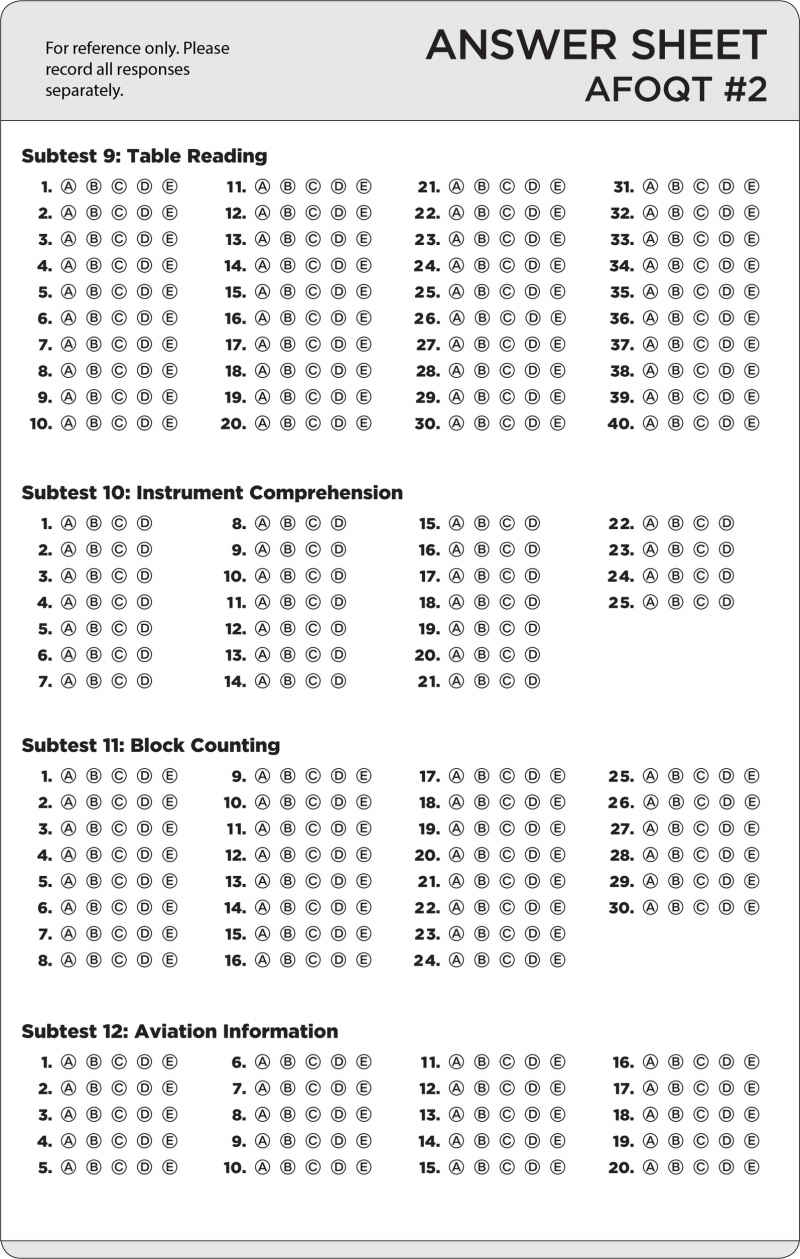 For reference only. Please
record all responses
separately.
ANSWER SHEET
AFOQT #2
Subtest 9: Table Reading
1. A B C D E 11. A B C D E 21. A B C D E 31. A B C D E
2. A B C D E 12. A B C D E 22. A B C D E 32. A B C D E
3. A B C D E 13. A B C D E 23. A B C D E 33. A B C D E
4. A B C D E 14. A B C D E 24. A B C D E 34. A B C D E
5. A B C D E 15. A B C D E 25. A B C D E 35. A B C D E
6. A B C D E 16. A B C D E 26. A B C D E 36. A B C D E
7. A B C D E 17. A B C D E 27. A B C D E 37. A B C D E
8. A B C D E 18. A B C D E 28. A B C D E 38. A B C D E
9. A B C D E 19. A B C D E 29. A B C D E 39. A B C D E
10. A B C D E 20. A B C D E 30. A B C D E 40. A B C D E
Subtest 10: Instrument Comprehension
1. A B C D 8. A B C D 15. A B C D 22. A B C D
2. A B C D 9. A B C D 16. A B C D 23. A B C D
3. A B C D 10. A B C D 17. A B C D 24. A B C D
4. A B C D 11. A B C D 18. A B C D 25. A B C D
5. A B C D 12. A B C D 19. A B C D
6. A B C D 13. A B C D 20. A B C D
7. A B C D 14. A B C D 21. A B C D
Subtest 11: Block Counting
1. A B C D E 9. A B C D E 17. A B C D E 25. A B C D E
2. A B C D E 10. A B C D E 18. A B C D E 26. A B C D E
3. A B C D E 11. A B C D E 19. A B C D E 27. A B C D E
4. A B C D E 12. A B C D E 20. A B C D E 28. A B C D E
5. A B C D E 13. A B C D E 21. A B C D E 29. A B C D E
6. A B C D E 14. A B C D E 22. A B C D E 30. A B C D E
7. A B C D E 15. A B C D E 23. A B C D E
8. A B C D E 16. A B C D E 24. A B C D E
Subtest 12: Aviation Information
1. A B C D E 6. A B C D E 11. A B C D E 16. A B C D E
2. A B C D E 7. A B C D E 12. A B C D E 17. A B C D E
3. A B C D E 8. A B C D E 13. A B C D E 18. A B C D E
4. A B C D E 9. A B C D E 14. A B C D E 19. A B C D E
5. A B C D E 10. A B C D E 15. A B C D E 20. A B C D E